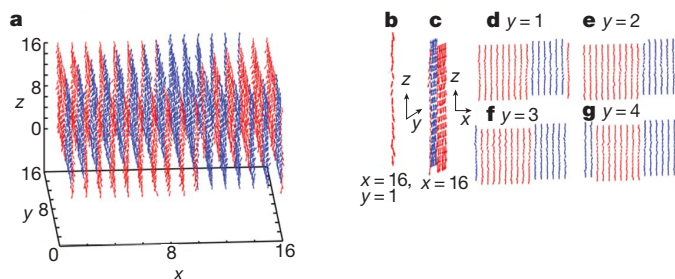 a
16
8
z
0
16
y 8
0
8
16
x
b
z
y
x = 16,
y = 1
c
z
x
x = 16
d y = 1
e y = 2
f y = 3
g y = 4